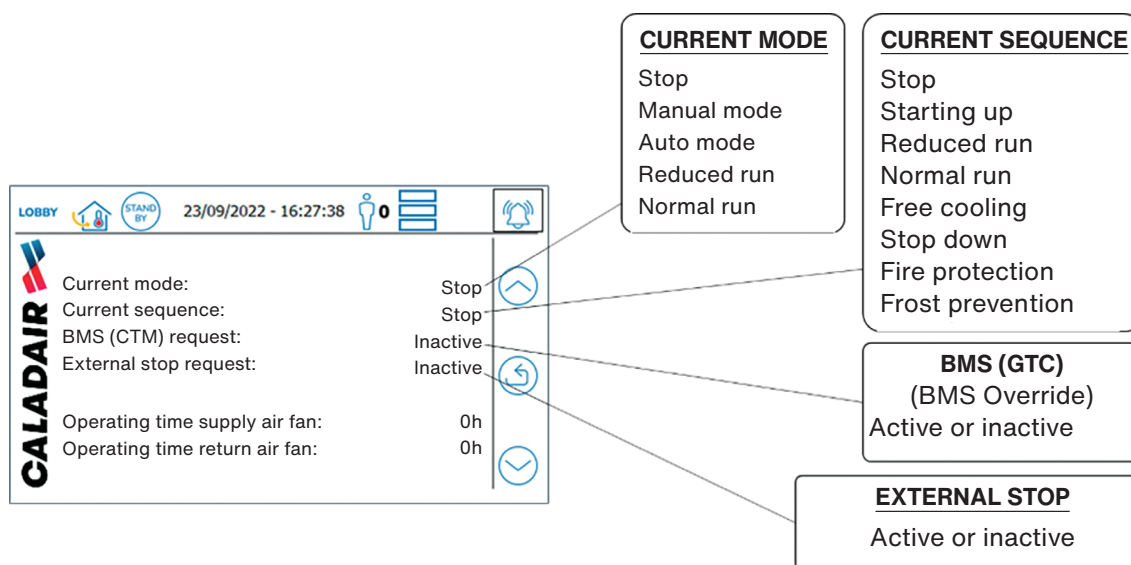 CURRENT MODE
Stop
Manual mode
Auto mode
Reduced run
Normal run
CURRENT SEQUENCE
Stop
Starting up
Reduced run
Normal run
Free cooling
Stop down
Fire protection
Frost prevention
LOBBY
STAND
BY
23/09/2022 - 16:27:38
0
CALADAIR
Current mode: Stop
Current sequence: Stop
BMS (CTM) request: Inactive
External stop request: Inactive
Operating time supply air fan: 0h
Operating time return air fan: 0h
BMS (GTC)
(BMS Override)
Active or inactive
EXTERNAL STOP
Active or inactive